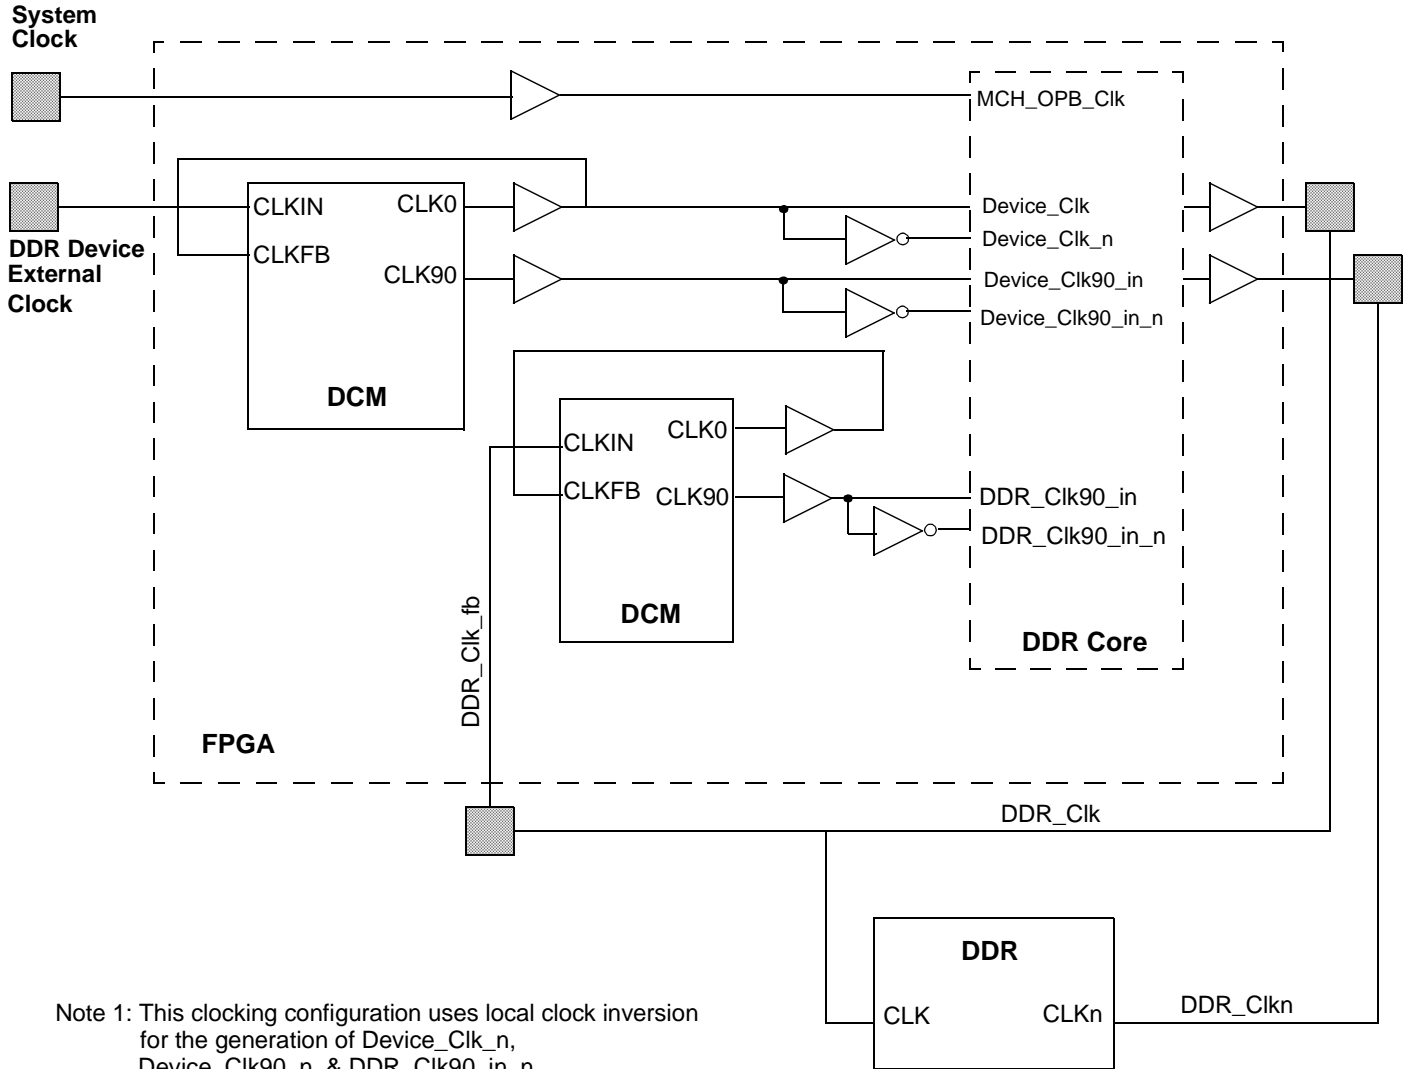 System
Clock
MCH_OPB_Clk
CLKIN
CLK0
Device_Clk
DDR Device
External
Clock
CLKFB
Device_Clk_n
CLK90
Device_Clk90_in
Device_Clk90_in_n
DCM
CLKIN
CLK0
CLKFB
CLK90
DDR_Clk90_in
DDR_Clk90_in_n
DCM
DDR Core
DDR_Clk_fb
FPGA
DDR_Clk
DDR
CLK
CLKn
DDR_Clkn
Note 1: This clocking configuration uses local clock inversion
for the generation of Device_Clk_n,
Device_Clk90_n, & DDR_Clk90_in_n